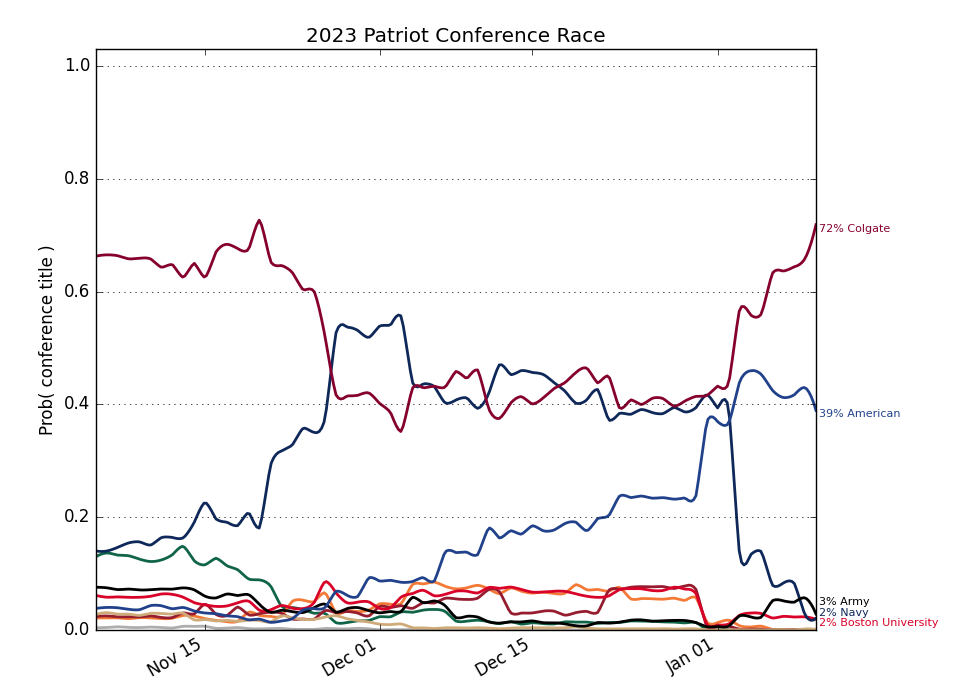 2023 Patriot Conference Race
Prob( conference title )
1.0
0.8
0.6
0.4
0.2
0.0
Nov 15
Dec 01
Dec 15
Jan 01
72% Colgate
39% American
3% Army
2% Navy
2% Boston University